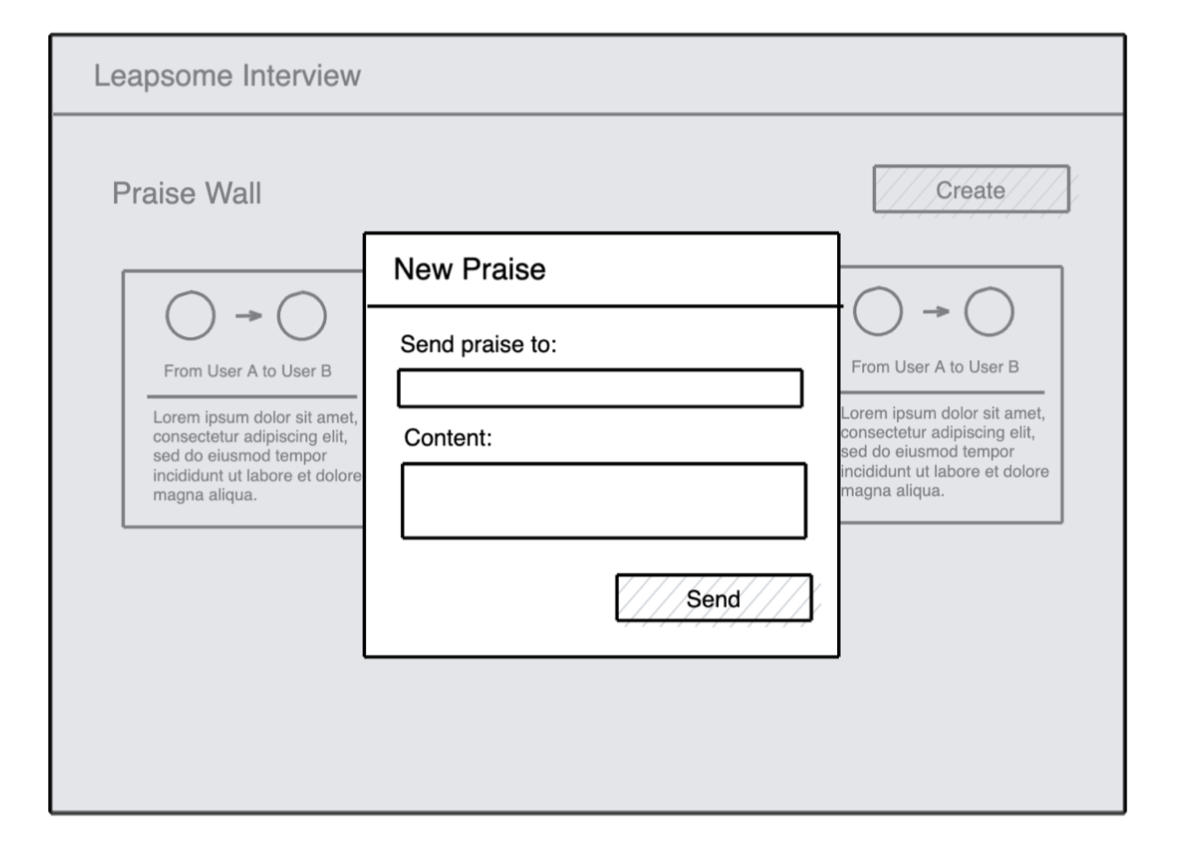 Leapsome Interview
Praise Wall
Create
New Praise
Send praise to:
Content:
Send
From User A to User B
Lorem ipsum dolor sit amet,
consectetur adipiscing elit,
sed do eiusmod tempor
incididunt ut labore et dolore
magna aliqua.
From User A to User B
Lorem ipsum dolor sit amet,
consectetur adipiscing elit,
sed do eiusmod tempor
incididunt ut labore et dolore
magna aliqua.